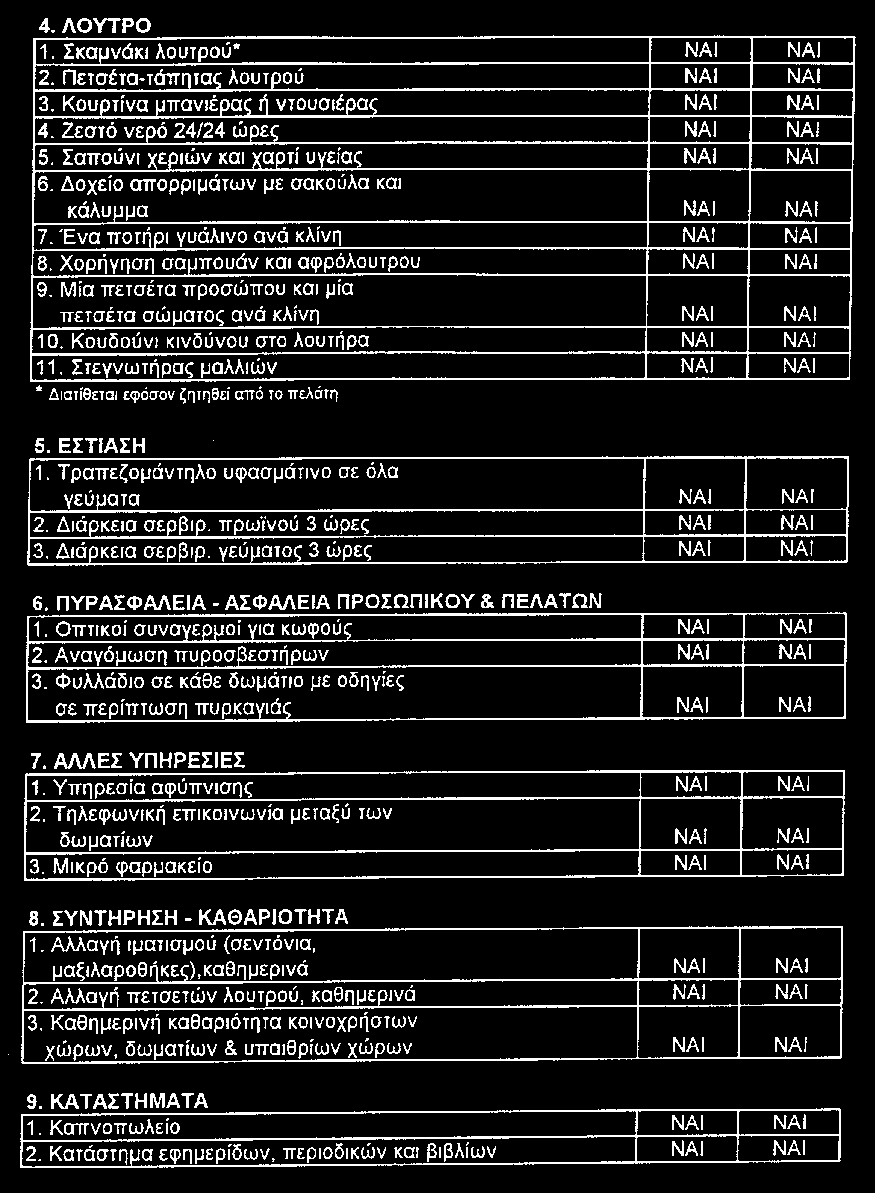 4. ΛΟΥΤΡΟ
1. Σκαμνάκι λουτρού* ΝΑΙ ΝΑΙ
2. Πετσέτα-τάπητας λουτρού ΝΑΙ ΝΑΙ
3. Κουρτίνα μπανιέρας ή ντουσιέρας ΝΑΙ ΝΑΙ
4. Ζεστό νερό 24/24 ώρες ΝΑΙ ΝΑΙ
5. Σαπούνι χεριών και χαρτί υγείας ΝΑΙ ΝΑΙ
6. Δοχείο απορριμάτων με σακούλα και
κάλυμμα ΝΑΙ ΝΑΙ
7. Ένα ποτήρι γυάλινο ανά κλίνη ΝΑΙ ΝΑΙ
8. Χορήγηση σαμπουάν και αφρόλουτρου ΝΑΙ ΝΑΙ
9. Μία πετσέτα προσώπου και μία
πετσέτα σώματος ανά κλίνη ΝΑΙ ΝΑΙ
10. Κουδούνι κινδύνου στο λουτήρα ΝΑΙ ΝΑΙ
11. Στεγνωτήρας μαλλιών ΝΑΙ ΝΑΙ
* Διατίθεται εφόσον ζητηθεί από το πελάτη
5. ΕΣΤΙΑΣΗ
1. Τραπεζομάντηλο υφασμάτινο σε όλα
γεύματα ΝΑΙ ΝΑΙ
2. Διάρκεια σερβιρ. πρωϊνού 3 ώρες ΝΑΙ ΝΑΙ
3. Διάρκεια σερβιρ. γεύματος 3 ώρες ΝΑΙ ΝΑΙ
6. ΠΥΡΑΣΦΑΛΕΙΑ - ΑΣΦΑΛΕΙΑ ΠΡΟΣΩΠΙΚΟΥ & ΠΕΛΑΤΩΝ
1. Οπτικοί συναγερμοί για κωφούς ΝΑΙ ΝΑΙ
2. Αναγόμωση πυροσβεστήρων ΝΑΙ ΝΑΙ
3. Φυλλάδιο σε κάθε δωμάτιο με οδηγίες
σε περίπτωση πυρκαγιάς ΝΑΙ ΝΑΙ
7. ΑΛΛΕΣ ΥΠΗΡΕΣΙΕΣ
1. Υπηρεσία αφύπνισης ΝΑΙ ΝΑΙ
2. Τηλεφωνική επικοινωνία μεταξύ των
δωματίων ΝΑΙ ΝΑΙ
3. Μικρό φαρμακείο ΝΑΙ ΝΑΙ
8. ΣΥΝΤΗΡΗΣΗ - ΚΑΘΑΡΙΟΤΗΤΑ
1. Αλλαγή ιματισμού (σεντόνια,
μαξιλαροθήκες),καθημερινά ΝΑΙ ΝΑΙ
2. Αλλαγή πετσετών λουτρού, καθημερινά ΝΑΙ ΝΑΙ
3. Καθημερινή καθαριότητα κοινοχρήστων
χώρων, δωματίων & υπαιθρίων χώρων ΝΑΙ ΝΑΙ
9. ΚΑΤΑΣΤΗΜΑΤΑ
1. Καπνοπωλείο ΝΑΙ ΝΑΙ
2. Κατάστημα εφημερίδων, περιοδικών και βιβλίων ΝΑΙ ΝΑΙ